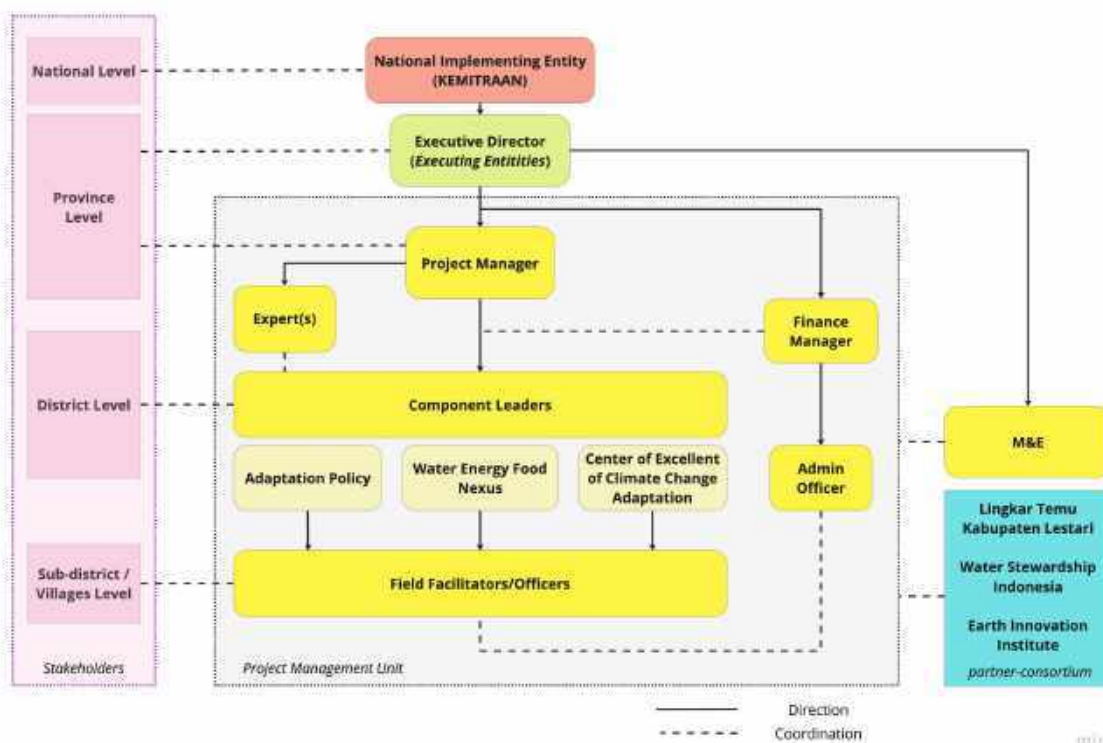 National Level
National Implementing Entity
(KEMITRAAN)
Executive Director
(Executing Entitities)
Province
Level
Project Manager
Expert(s)
Finance
Manager
District Level
Component Leaders
M&E
Adaptation Policy
Water Energy Food
Nexus
Center of Excellent
of Climate Change
Adaptation
Admin
Officer
Lingkar Temu
Kabupaten Lestari
Water Stewardship
Indonesia
Earth Innovation
Institute
partner-consortium
Sub-district /
Villages Level
Field Facilitators/Officers
Stakeholders
Project Management Unit
Direction
Coordination